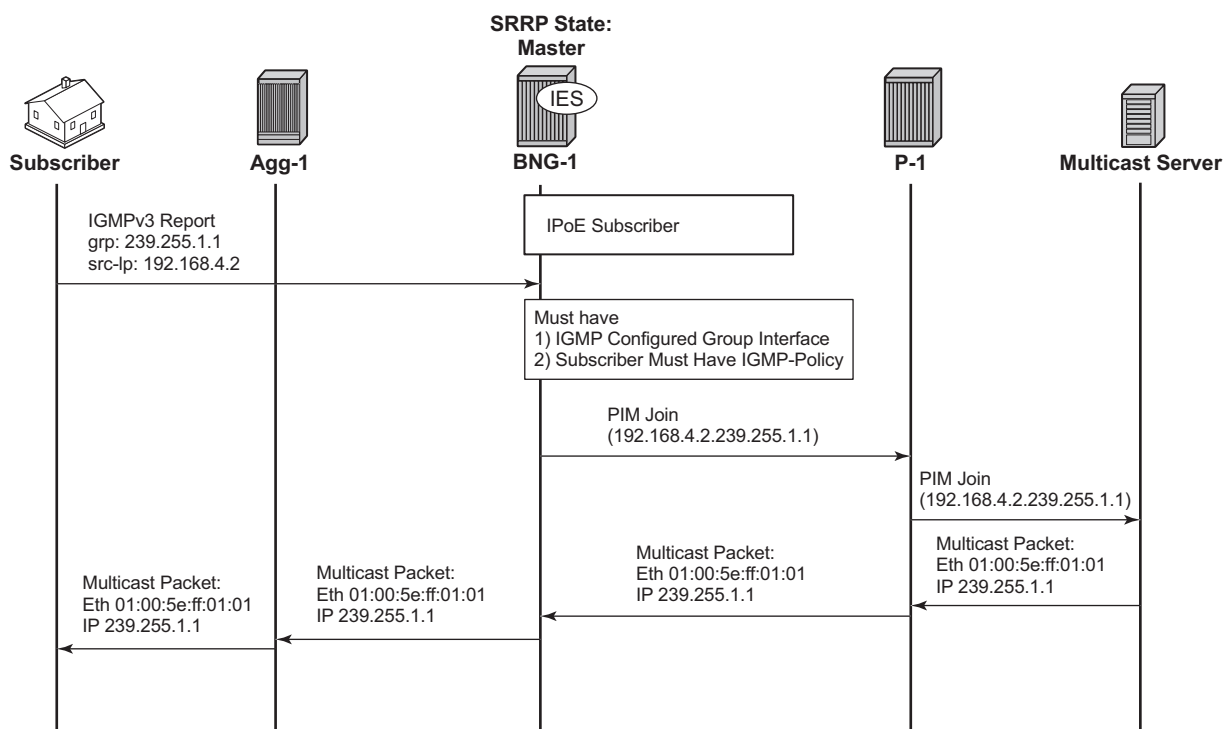 SRRP State:
Master
IES
Subscriber
Agg-1
BNG-1
P-1
Multicast Server
IGMPv3 Report
grp: 239.255.1.1
src-Ip: 192.168.4.2
IPoE Subscriber
Must have
1) IGMP Configured Group Interface
2) Subscriber Must Have IGMP-Policy
PIM Join
(192.168.4.2.239.255.1.1)
PIM Join
(192.168.4.2.239.255.1.1)
Multicast Packet:
Eth 01:00:5e:ff:01:01
IP 239.255.1.1
Multicast Packet:
Eth 01:00:5e:ff:01:01
IP 239.255.1.1
Multicast Packet:
Eth 01:00:5e:ff:01:01
IP 239.255.1.1
Multicast Packet:
Eth 01:00:5e:ff:01:01
IP 239.255.1.1